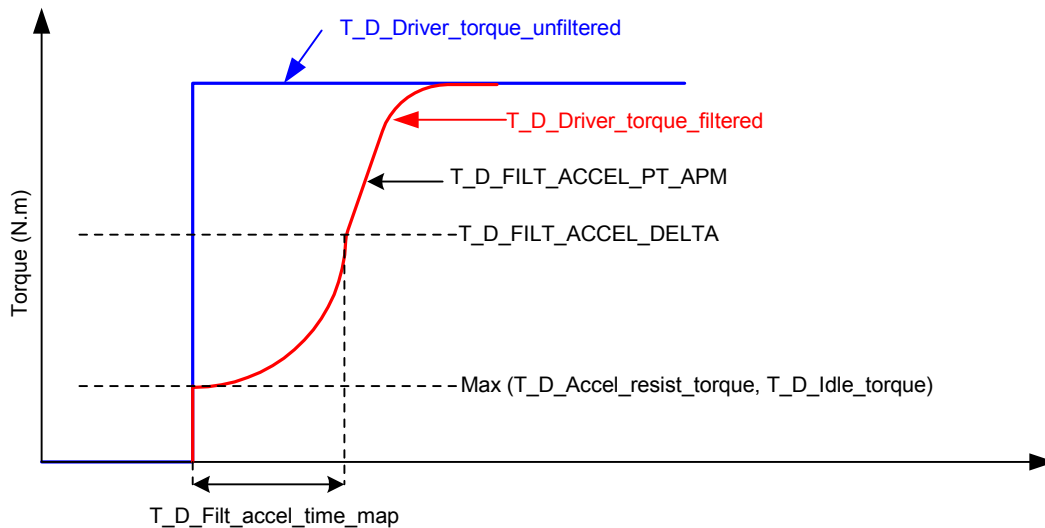 T_D_Driver_torque_unfiltered
T_D_Driver_torque_filtered
T_D_FILT_ACCEL_PT_APM
T_D_FILT_ACCEL_DELTA
Torque (N.m)
Max (T_D_Accel_resist_torque, T_D_Idle_torque)
T_D_Filt_accel_time_map